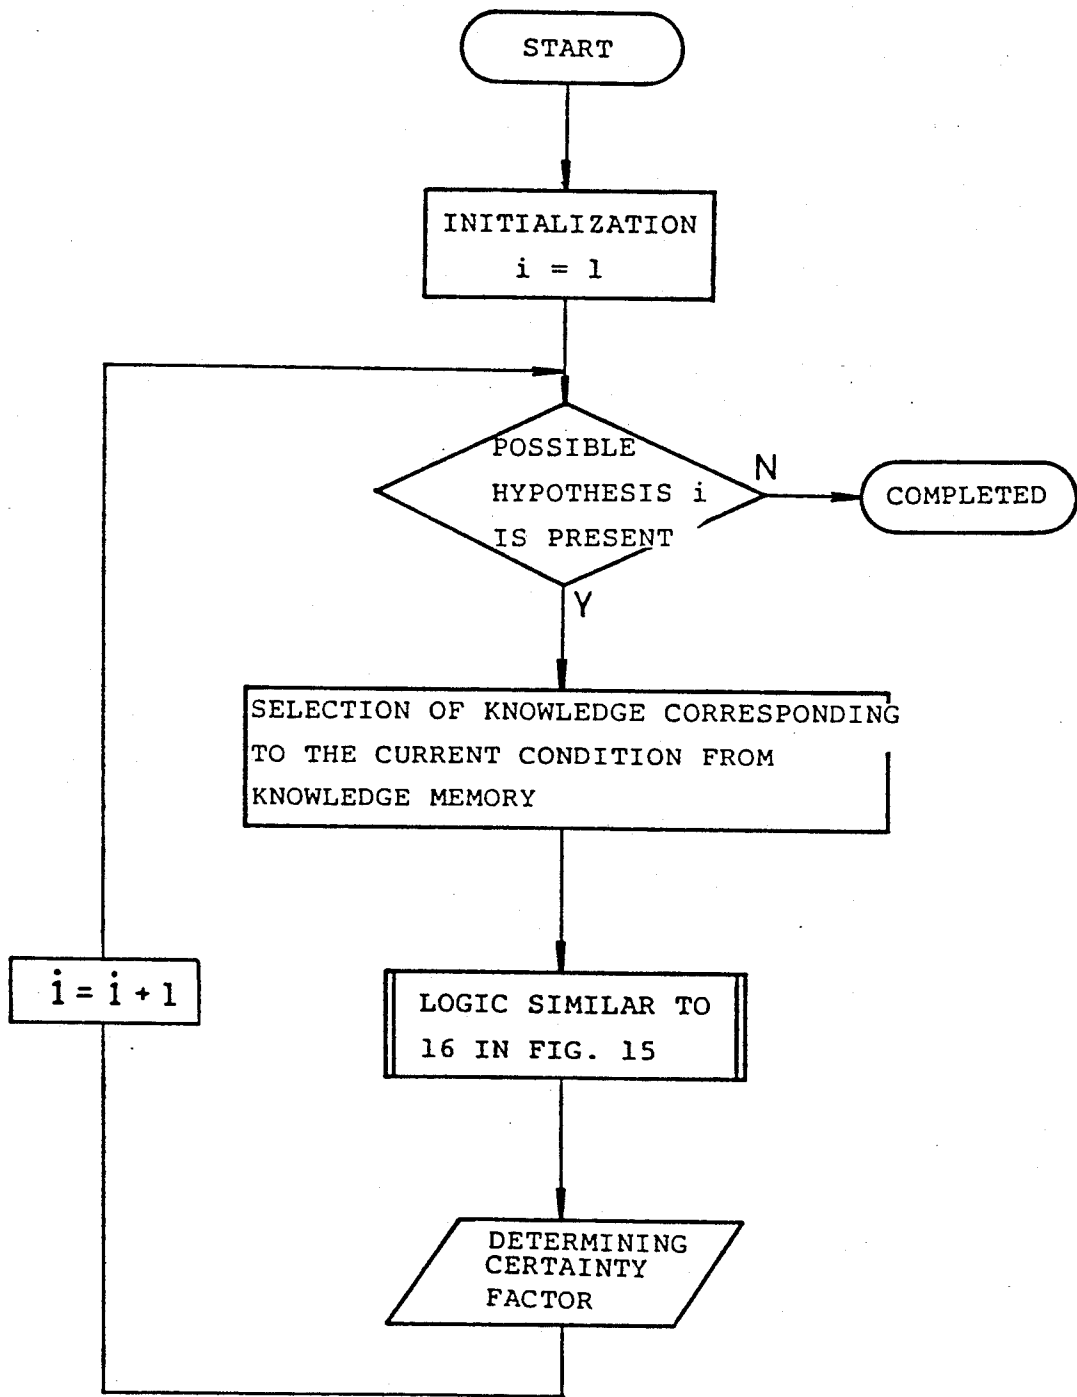 START
INITIALIZATION
i = 1
POSSIBLE
HYPOTHESIS i
IS PRESENT
N
COMPLETED
Y
SELECTION OF KNOWLEDGE CORRESPONDING
TO THE CURRENT CONDITION FROM
KNOWLEDGE MEMORY
i = i + 1
LOGIC SIMILAR TO
16 IN FIG. 15
DETERMINING
CERTAINTY
FACTOR